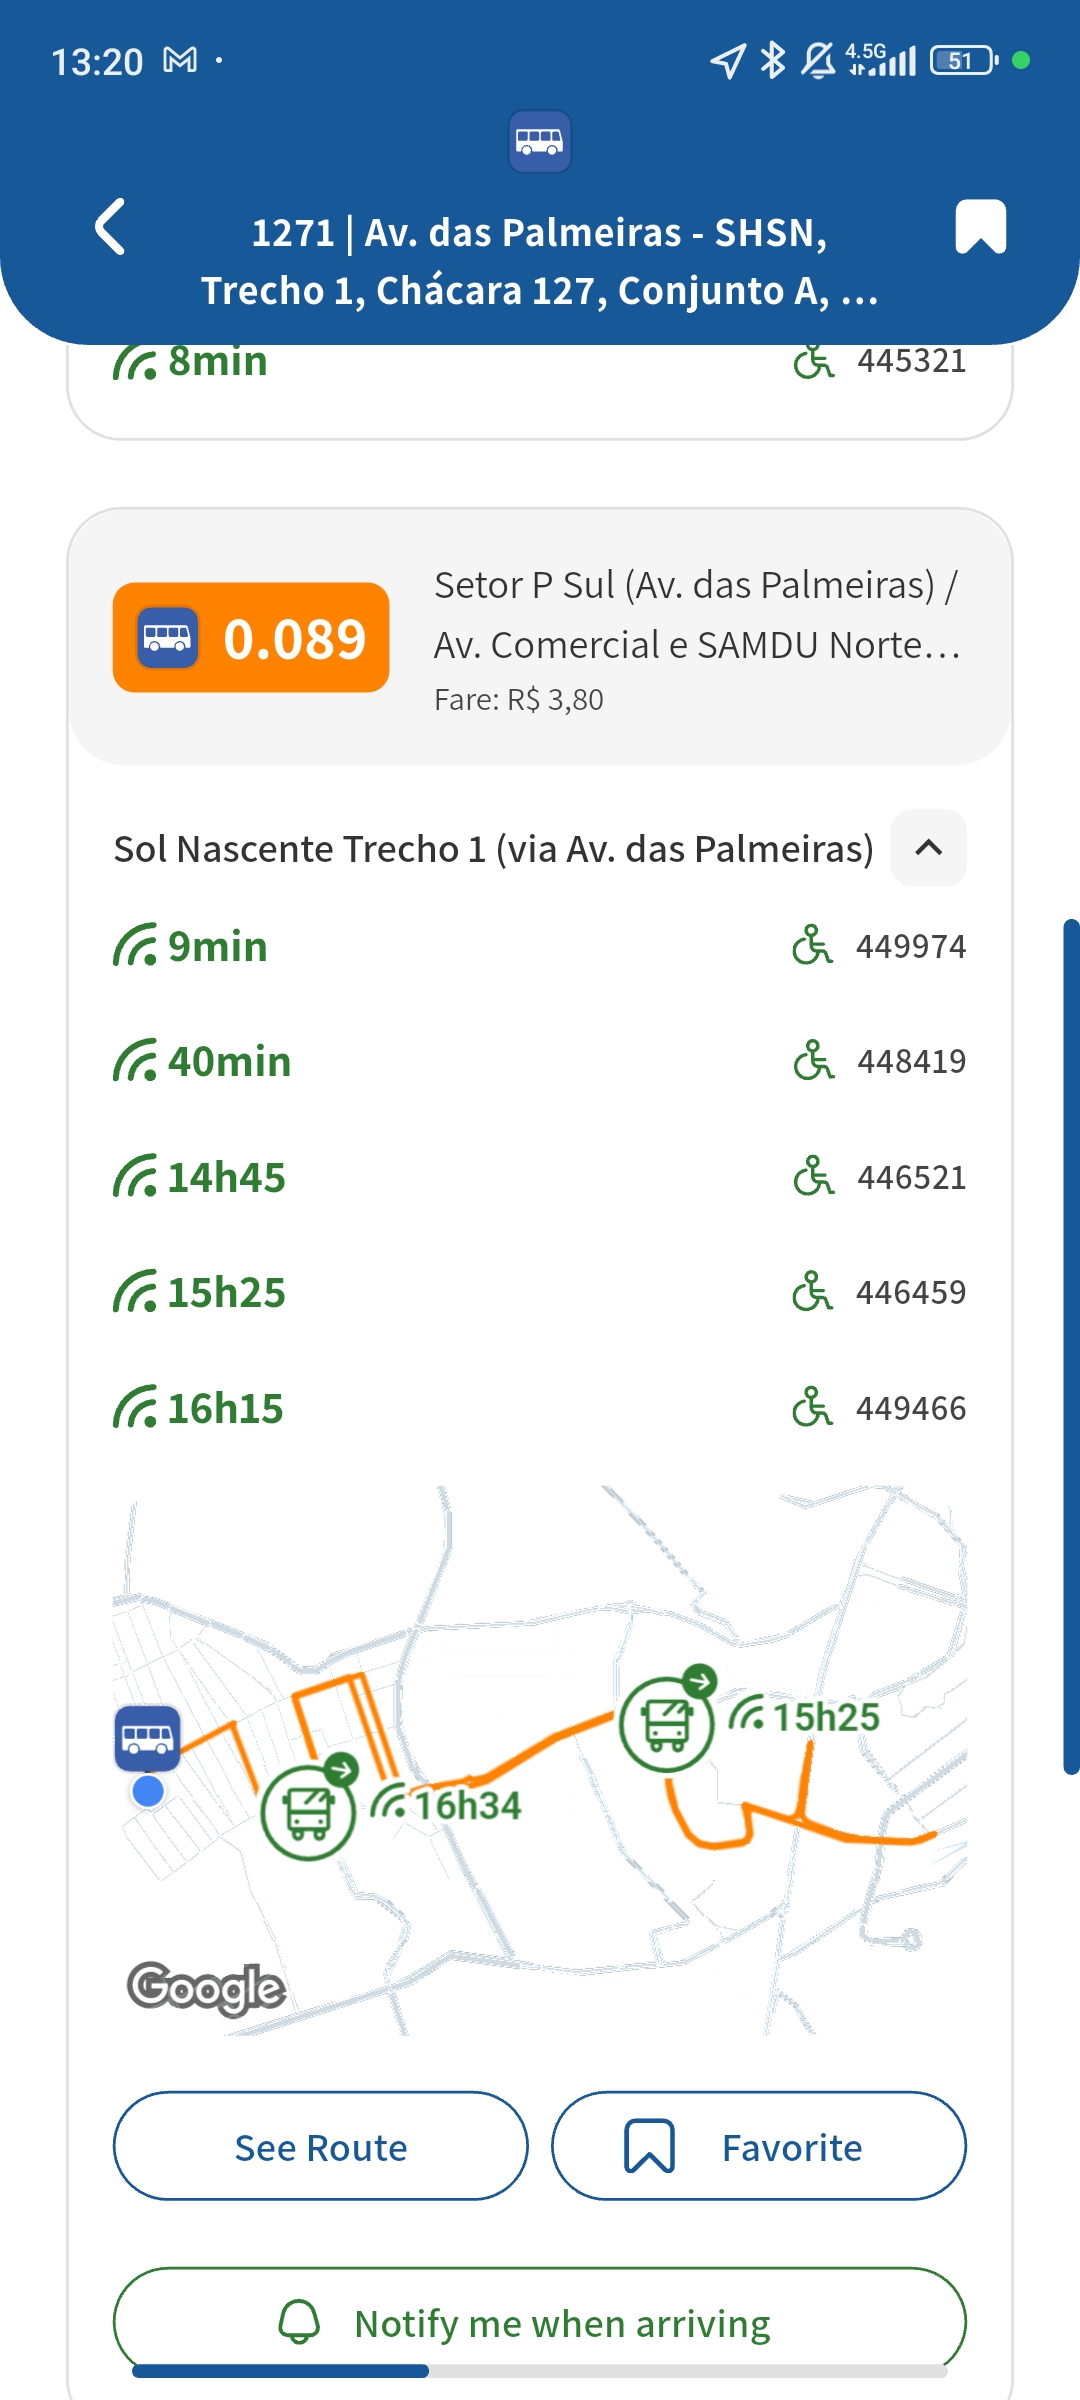 13:20
4.5G
51
1271 | Av. das Palmeiras - SHSN,
Trecho 1, Chácara 127, Conjunto A, ...
8min
445321
0.089
Setor P Sul (Av. das Palmeiras) /
Av. Comercial e SAMDU Norte...
Fare: R$ 3,80
Sol Nascente Trecho 1 (via Av. das Palmeiras)
9min
449974
40min
448419
14h45
446521
15h25
446459
16h15
449466
15h25
16h34
Google
See Route
Favorite
Notify me when arriving